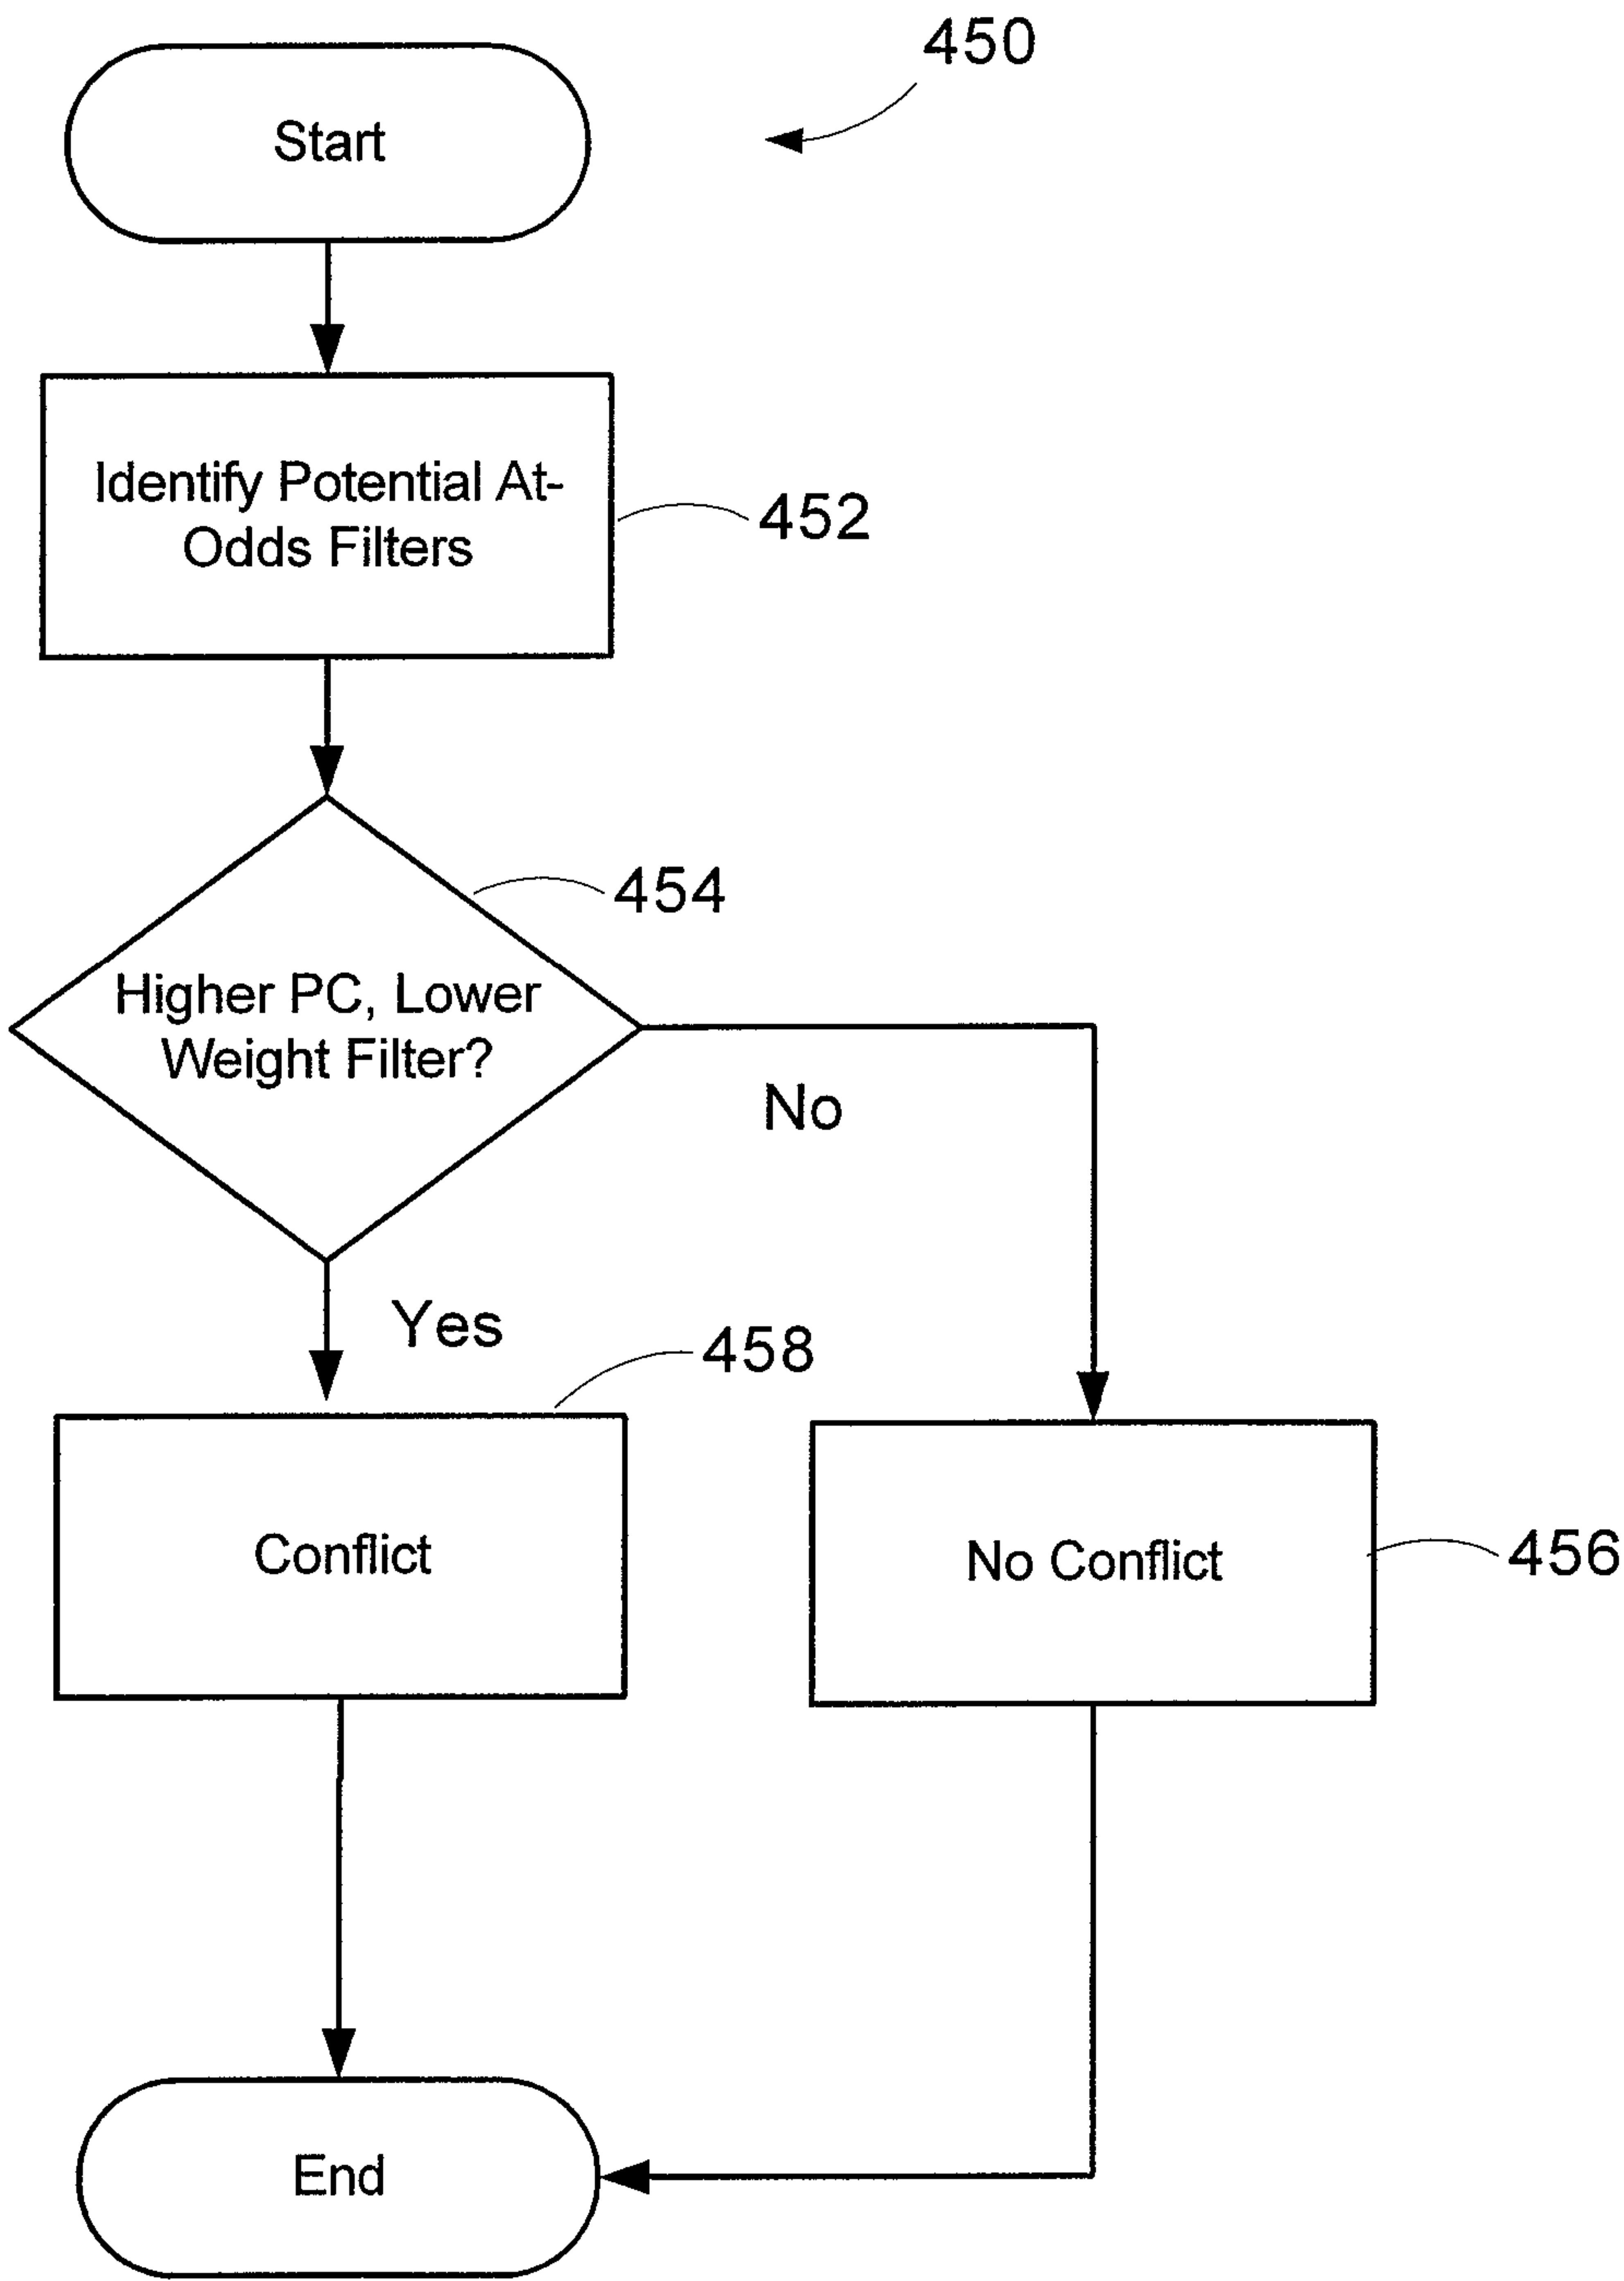 450
Start
Identify Potential At-
Odds Filters
452
454
Higher PC, Lower
Weight Filter?
No
Yes
458
Conflict
No Conflict
456
End